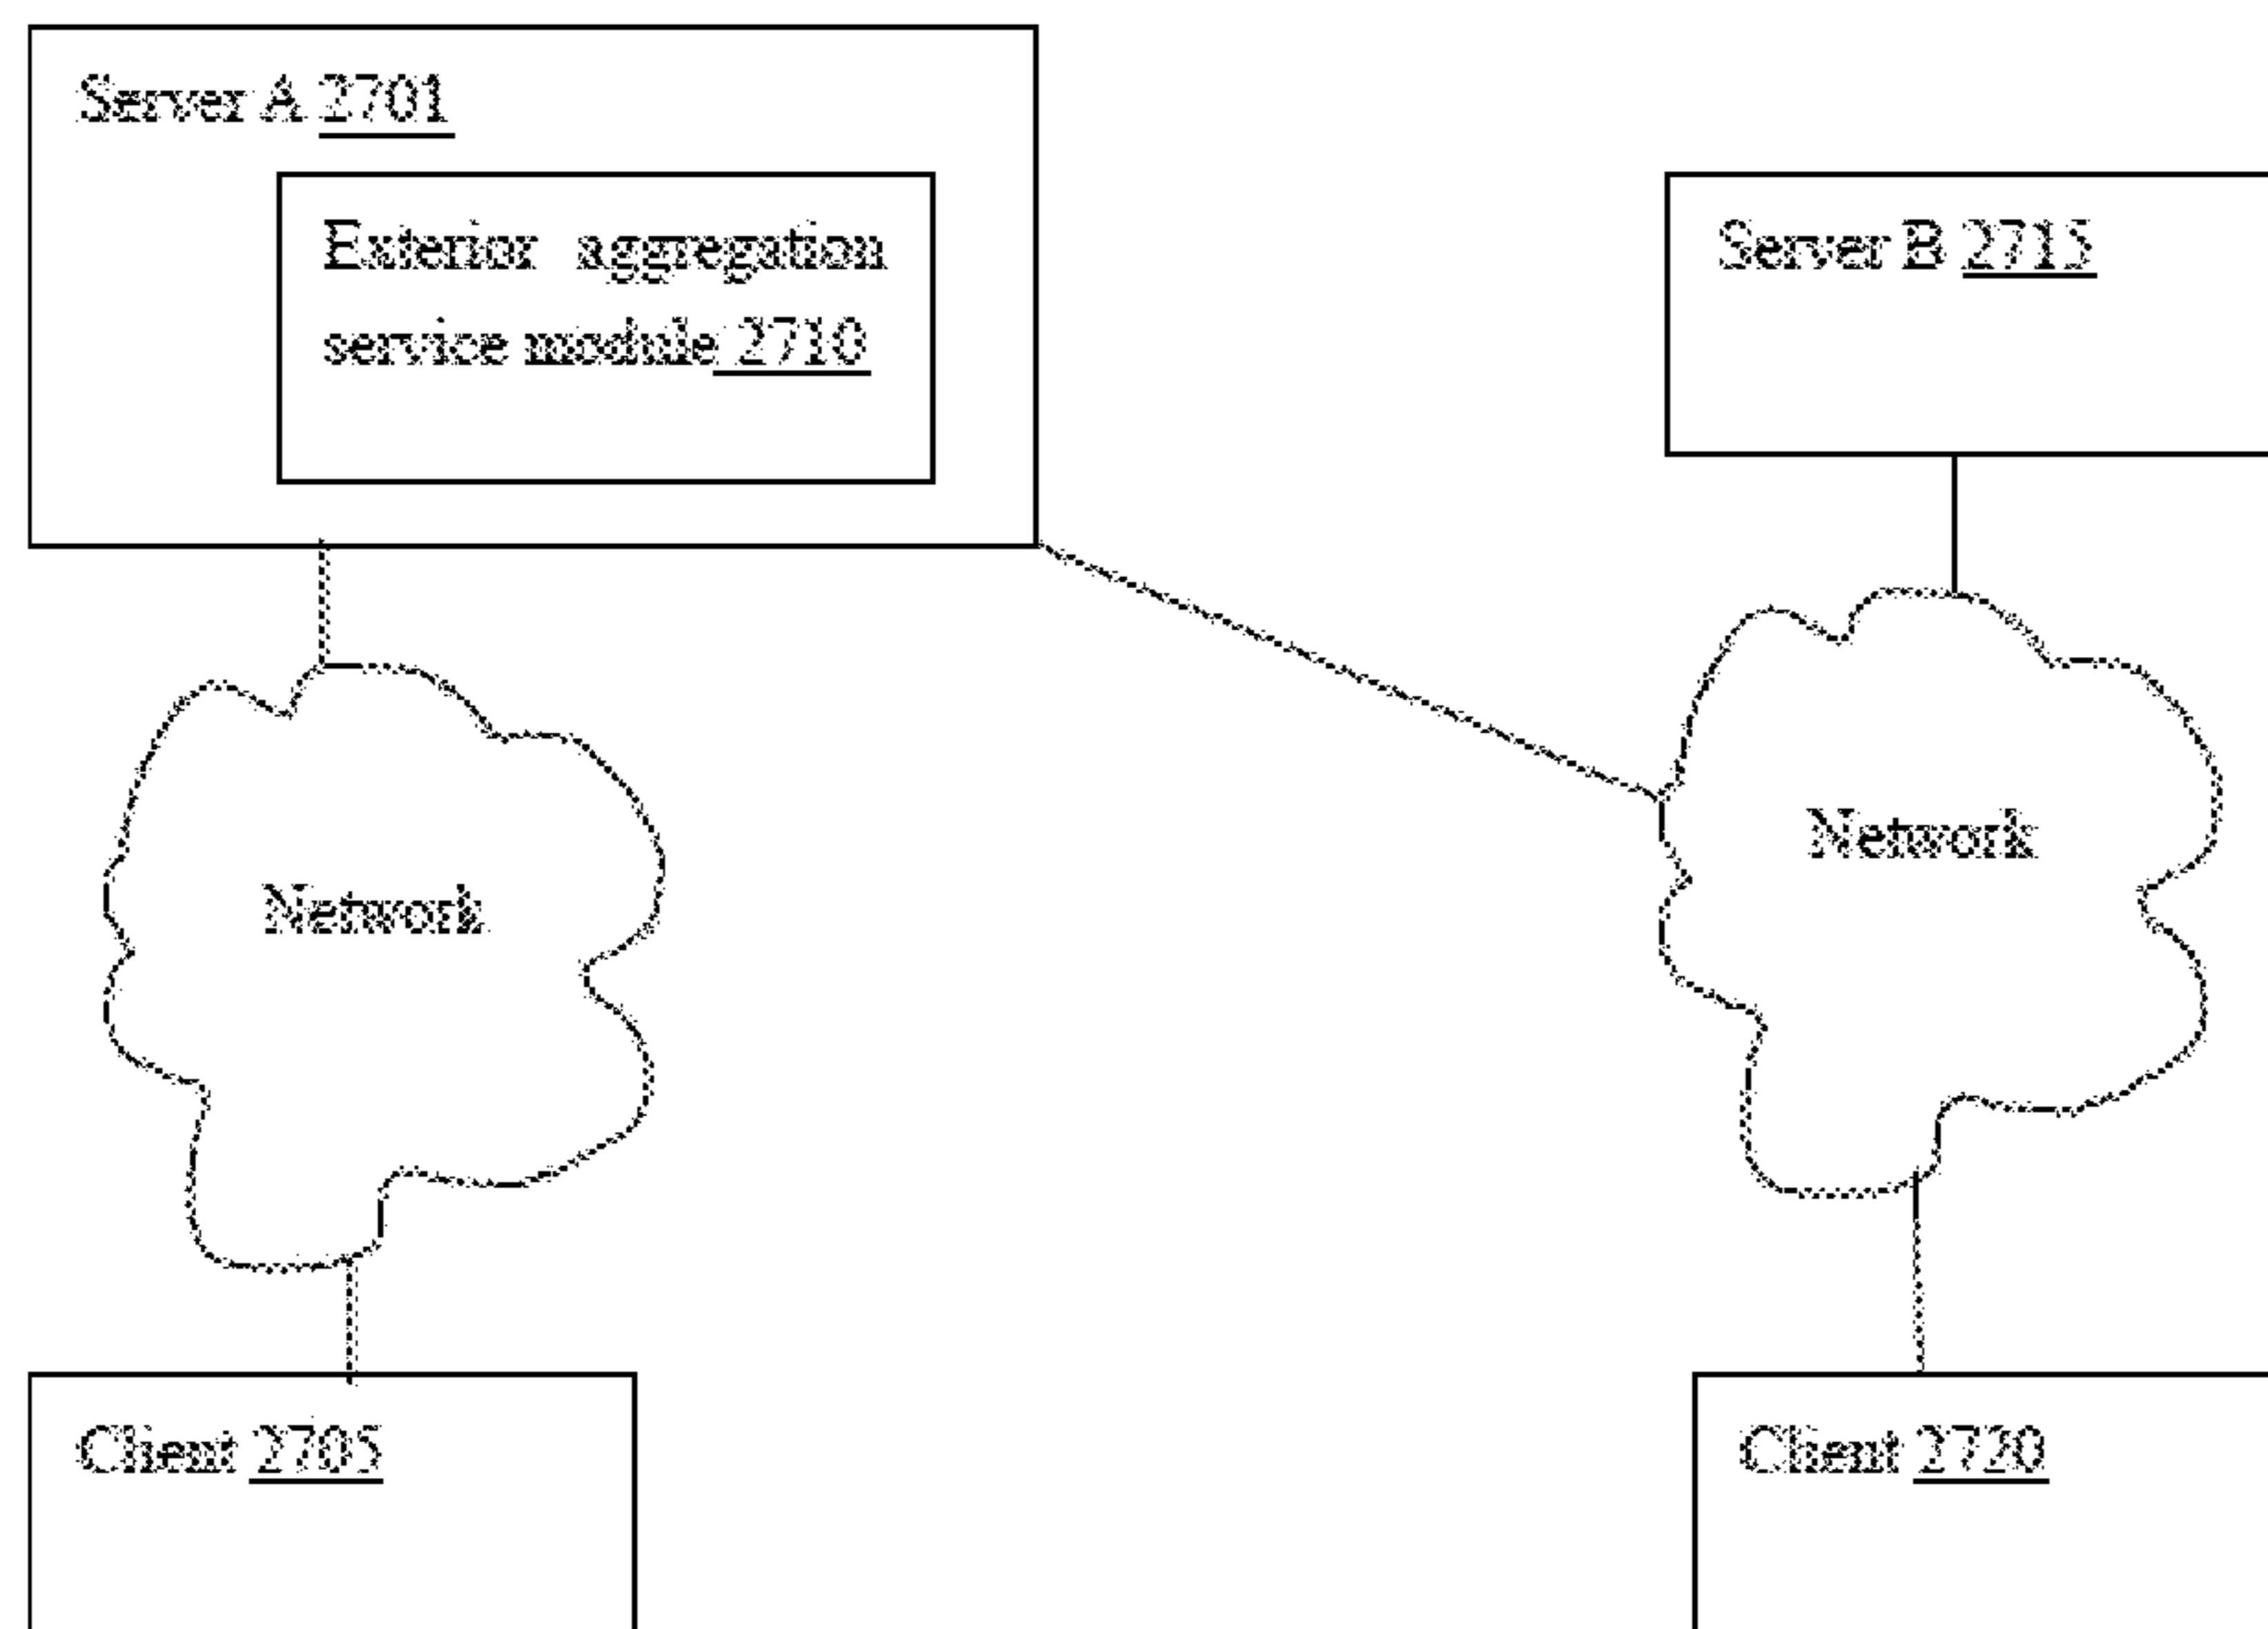 Server A 2701
Exterior aggregation
service module 2710
Server B 2715
Network
Network
Client 2705
Client 2720